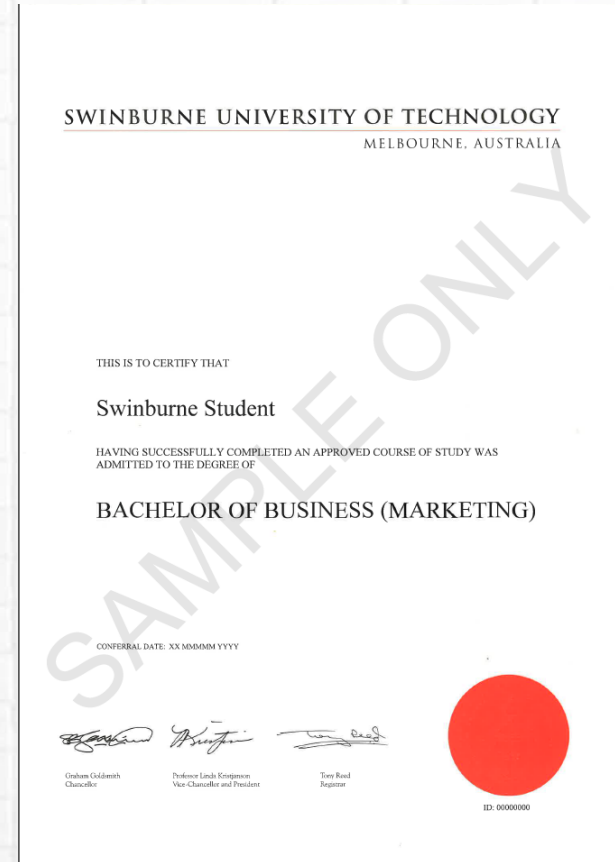 SWINBURNE UNIVERSITY OF TECHNOLOGY
MELBOURNE, AUSTRALIA
SAMPLE ONLY
THIS IS TO CERTIFY THAT
Swinburne Student
HAVING SUCCESSFULLY COMPLETED AN APPROVED COURSE OF STUDY WAS
ADMITTED TO THE DEGREE OF
BACHELOR OF BUSINESS (MARKETING)
CONFERRAL DATE: XX MMMMM YYYY
Tony Reed
Graham Goldsmith
Chancellor
Professor Linda Kristjanson
Vice-Chancellor and President
Tony Reed
Registrar
ID: 00000000